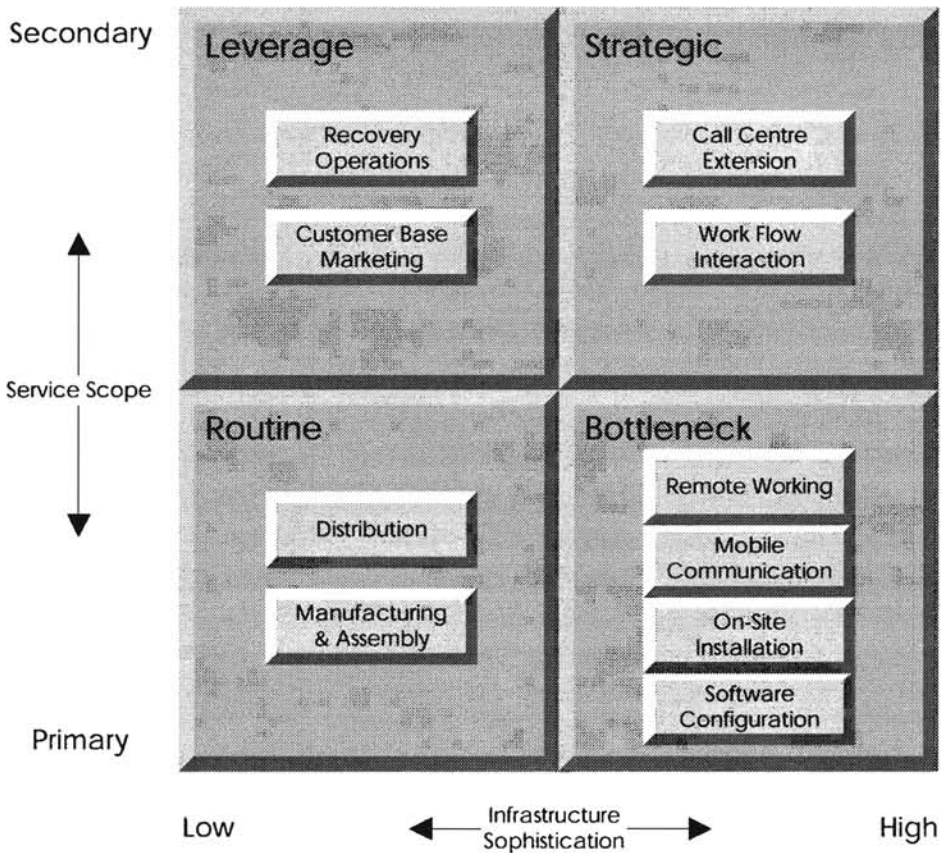 Secondary
Leverage
Strategic
Recovery
Operations
Call Centre
Extension
Customer Base
Marketing
Work Flow
Interaction
Service Scope
Routine
Bottleneck
Remote Working
Distribution
Mobile
Communication
Manufacturing
& Assembly
On-Site
Installation
Software
Configuration
Primary
Low
Infrastructure
Sophistication
High